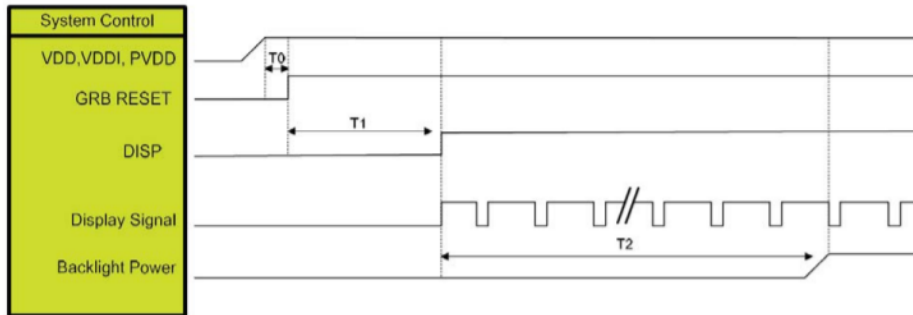 System Control
VDD,VDDI, PVDD
T0
GRB RESET
T1
DISP
Display Signal
T2
Backlight Power